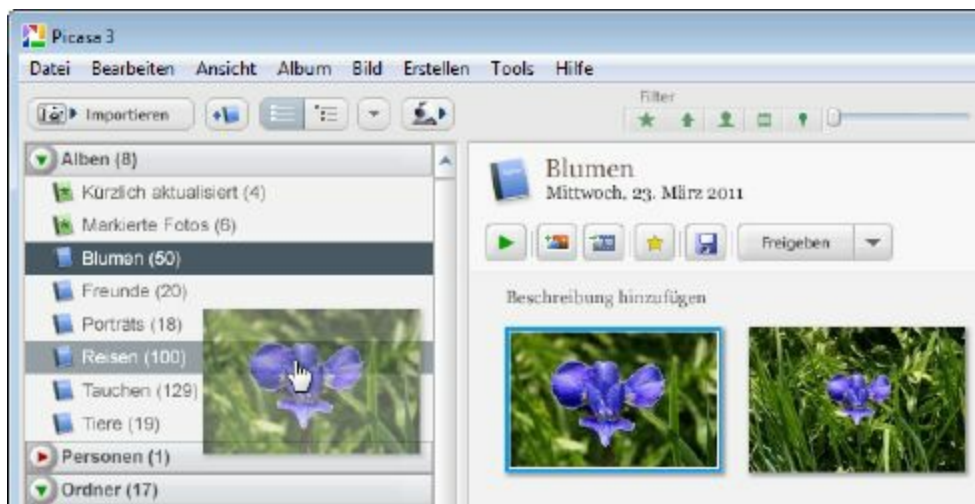 Picasa 3
Datei Bearbeiten Ansicht Album Bild Erstellen Tools Hilfe
Importieren
Filter
Alben (8)
Kürzlich aktualisiert (4)
Markierte Fotos (6)
Blumen (50)
Freunde (20)
Porträts (18)
Reisen (100)
Tauchen (129)
Tiere (19)
Personen (1)
Ordner (17)
Blumen
Mittwoch, 23. März 2011
Freigeben
Beschreibung hinzufügen